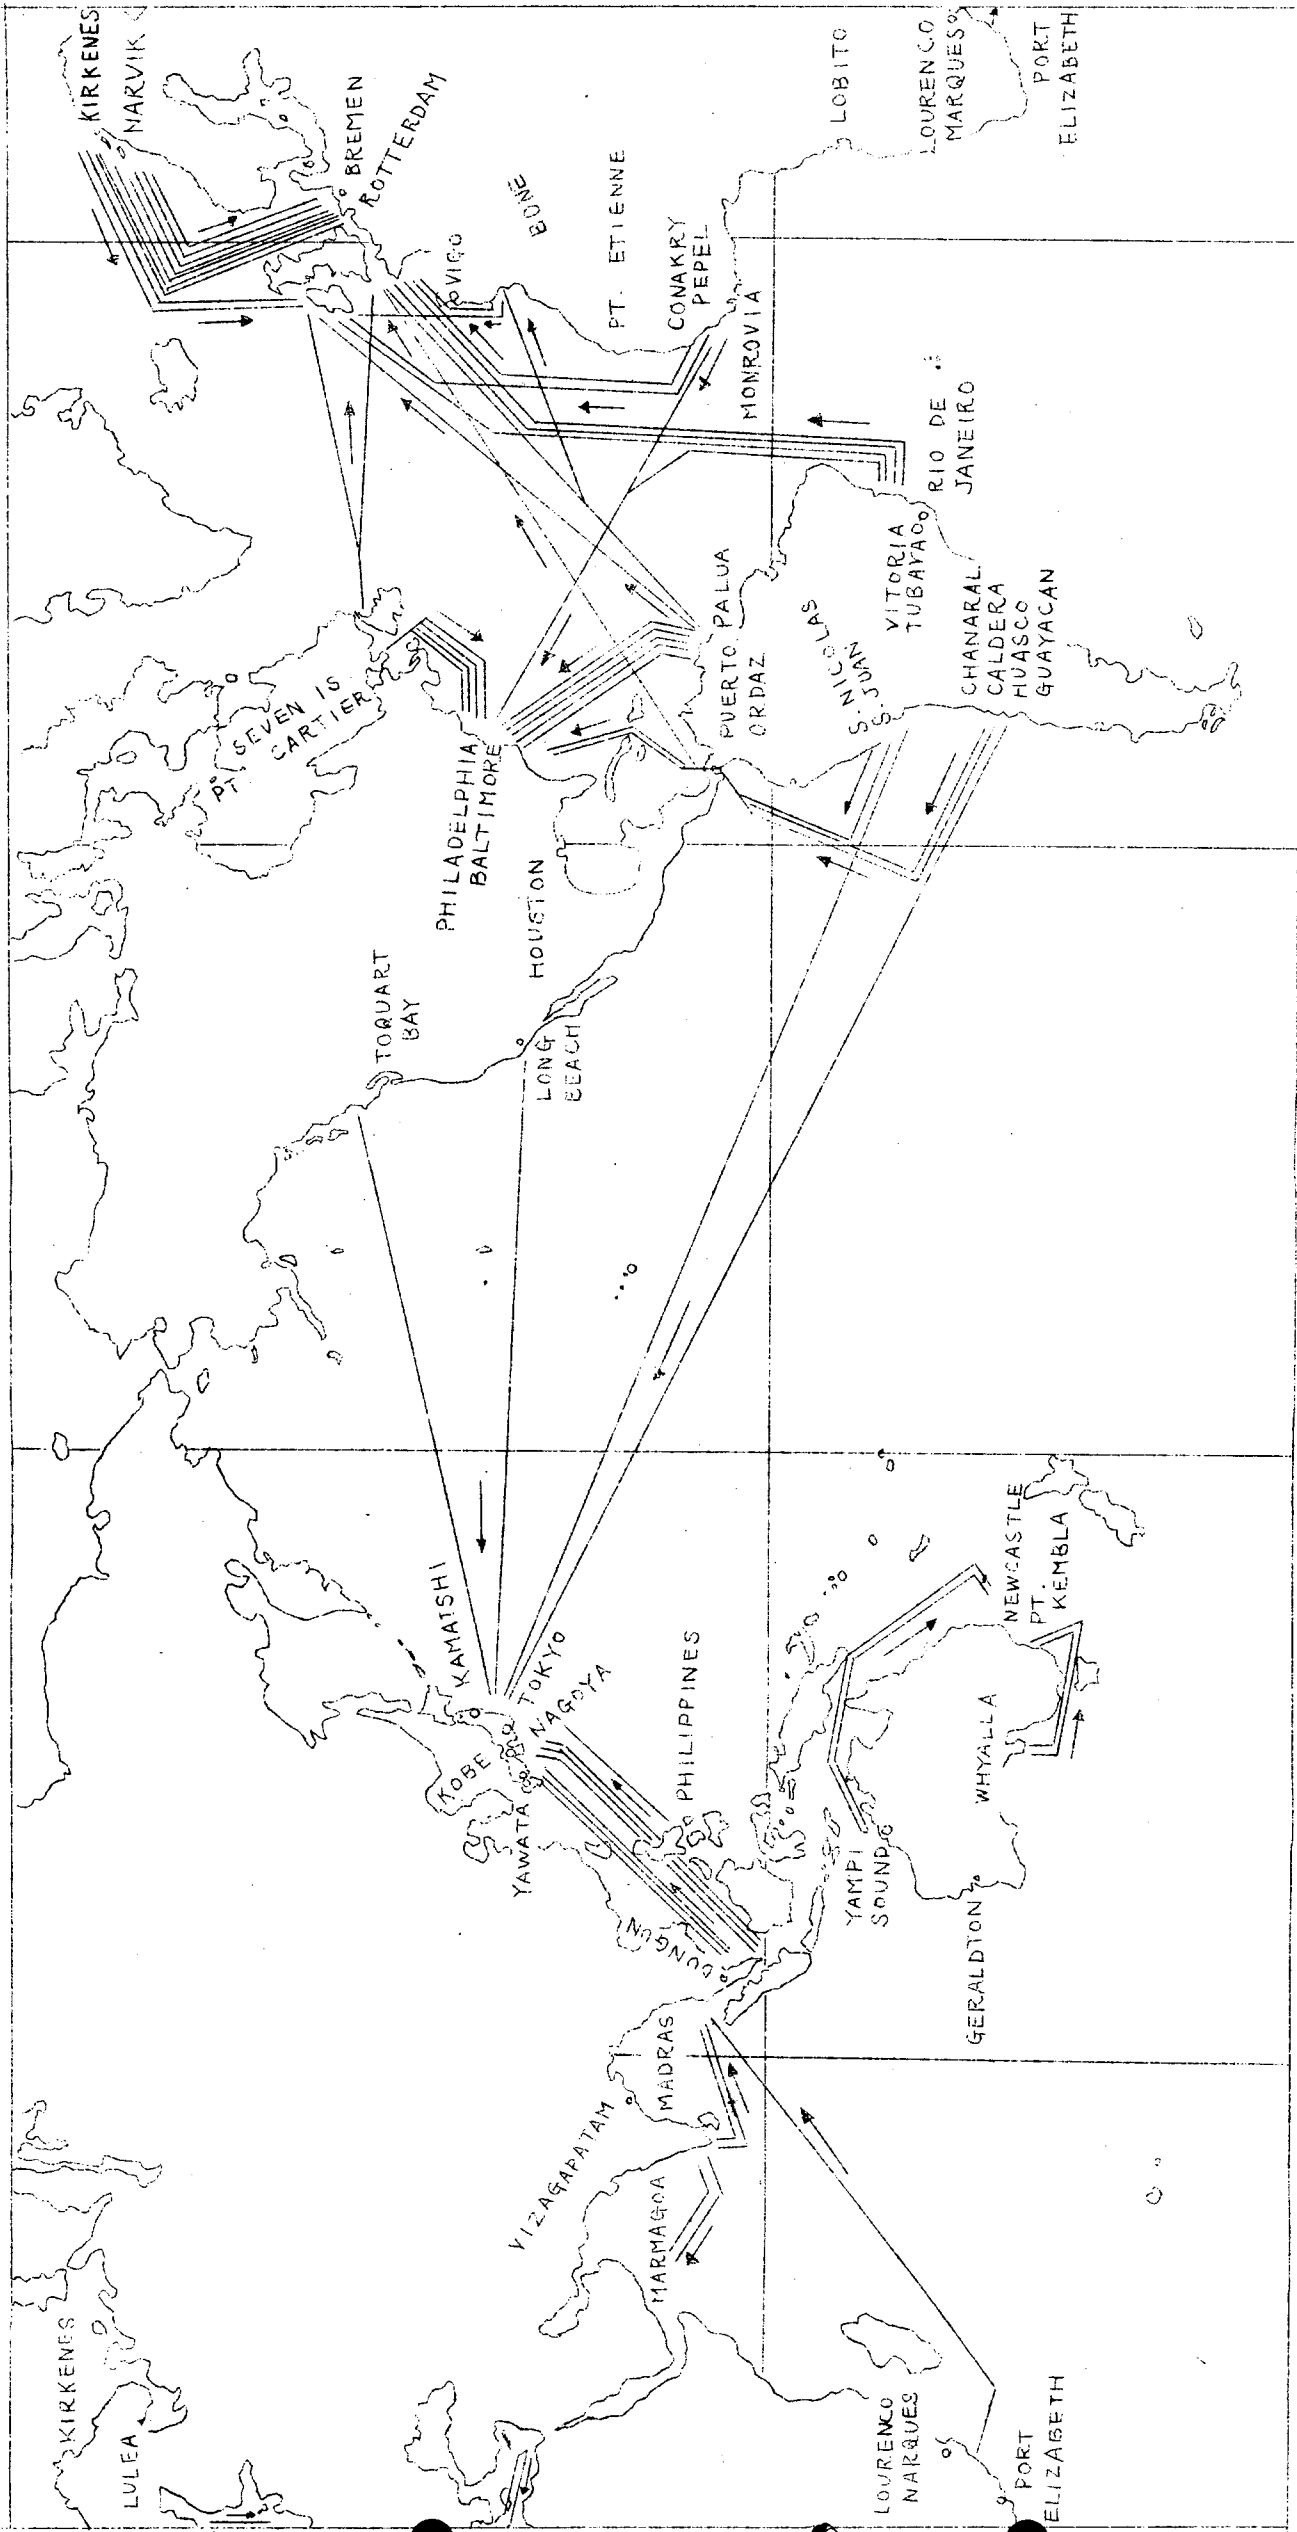 KIRKENES
LULEA
LOURENCO
NARQUES
PORT
ELIZABETH
VIZAGAPATAM
MARMAGOA
MADRAS
DUNGUN
GERALDTON
YAMPI
SOUND
WHYALLA
NEWCASTLE
PT.
KEMBLA
PHILIPPINES
YAWATA
KOBE
NAGOYA
TOKYO
KAMAISHI
TOQUART
BAY
LONG
BEACH
HOUSTON
PHILADELPHIA
BALTIMORE
SEVEN IS.
PT. CARTIER
PUERTO
ORDAZ
PALUA
S. NICOLAS
S. JUAN
CHANARAL
CALDERA
HUASCO
GUAYACAN
VITORIA
TUBARAO
RIO DE
JANEIRO
MONROVIA
CONAKRY
PEPEL
PT. ETIENNE
BONE
VIGO
ROTTERDAM
BREMEN
NARVIK
KIRKENES
LOBITO
LOURENCO
MARQUES
PORT
ELIZABETH